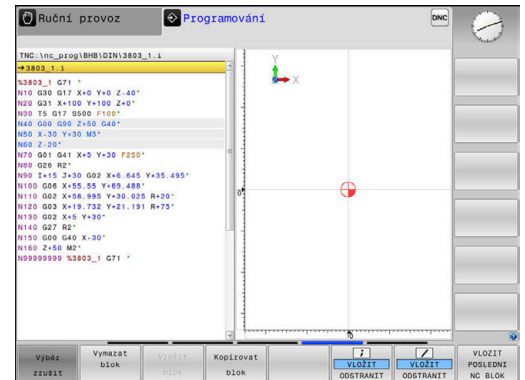 Ruční provoz
Programování
DNC
TNC:\nc_prog\BHB\DIN\3803_1.i
→3803_1.i
%3803_1 G71 *
N10 G30 G17 X+0 Y+0 Z-40*
N20 G31 X+100 Y+100 Z+0*
N30 T5 G17 S500 F100*
N40 G00 G90 Z+50 G40*
N50 X-30 Y+30 M3*
N60 Z-20*
N70 G01 G41 X+5 Y+30 F250*
N80 G26 R2*
N90 I+15 J+30 G02 X+6.645 Y+35.495*
N100 G06 X+55.55 Y+69.488*
N110 G02 X+58.995 Y+30.025 R+20*
N120 G03 X+19.732 Y+21.191 R+75*
N130 G02 X+5 Y+30*
N140 G27 R2*
N150 G00 G40 X-30*
N160 Z+50 M2*
N99999999 %3803_1 G71 *
Y
X
0
0
Výběr
zrušit
Vymazat
blok
Vložit
blok
Kopírovat
blok
VLOŽIT
ODSTRANIT
VLOŽIT
ODSTRANIT
VLOŽIT
POSLEDNI
NC BLOK